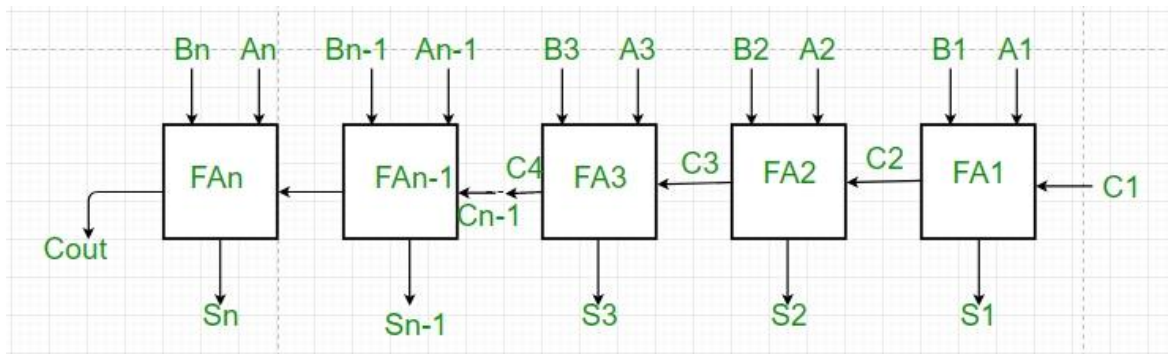 Bn An Bn-1 An-1 B3 A3 B2 A2 B1 A1
FAn FAn-1 C4 FA3 C3 FA2 C2 FA1 C1
Cn-1
Cout
Sn Sn-1 S3 S2 S1